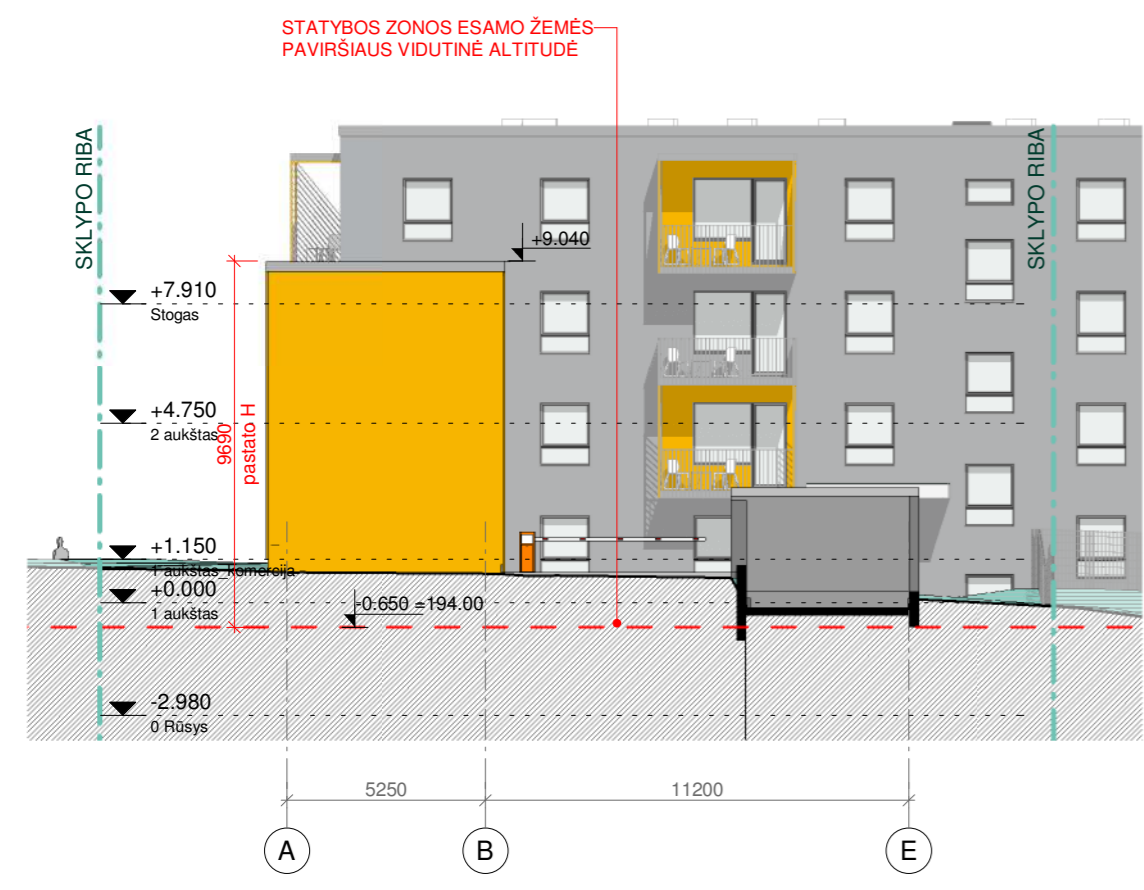 STATYBOS ZONOS ESAMO ŽEMĖS
PAVIRŠIAUS VIDUTINĖ ALTITUDĖ
SKLYPO RIBA
SKLYPO RIBA
+9.040
+7.910
Stogas
+4.750
2 aukštas
9690
pastato H
+1.150
1 aukštas_komercija
+0.000
1 aukštas
-0.650 =194.00
-2.980
0 Rūsys
5250
11200
A
B
E